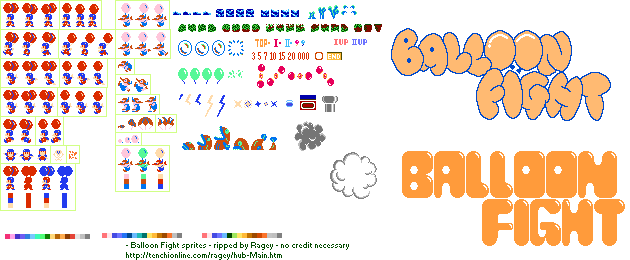 TOP- I- II-
1UP 2UP
3 5 7 10 15 20 000
BALLOON
FIGHT
BALLOON
FIGHT
- Balloon Fight sprites - ripped by Ragey - no credit necessary
http://tenchionline.com/ragey/hub-Main.htm